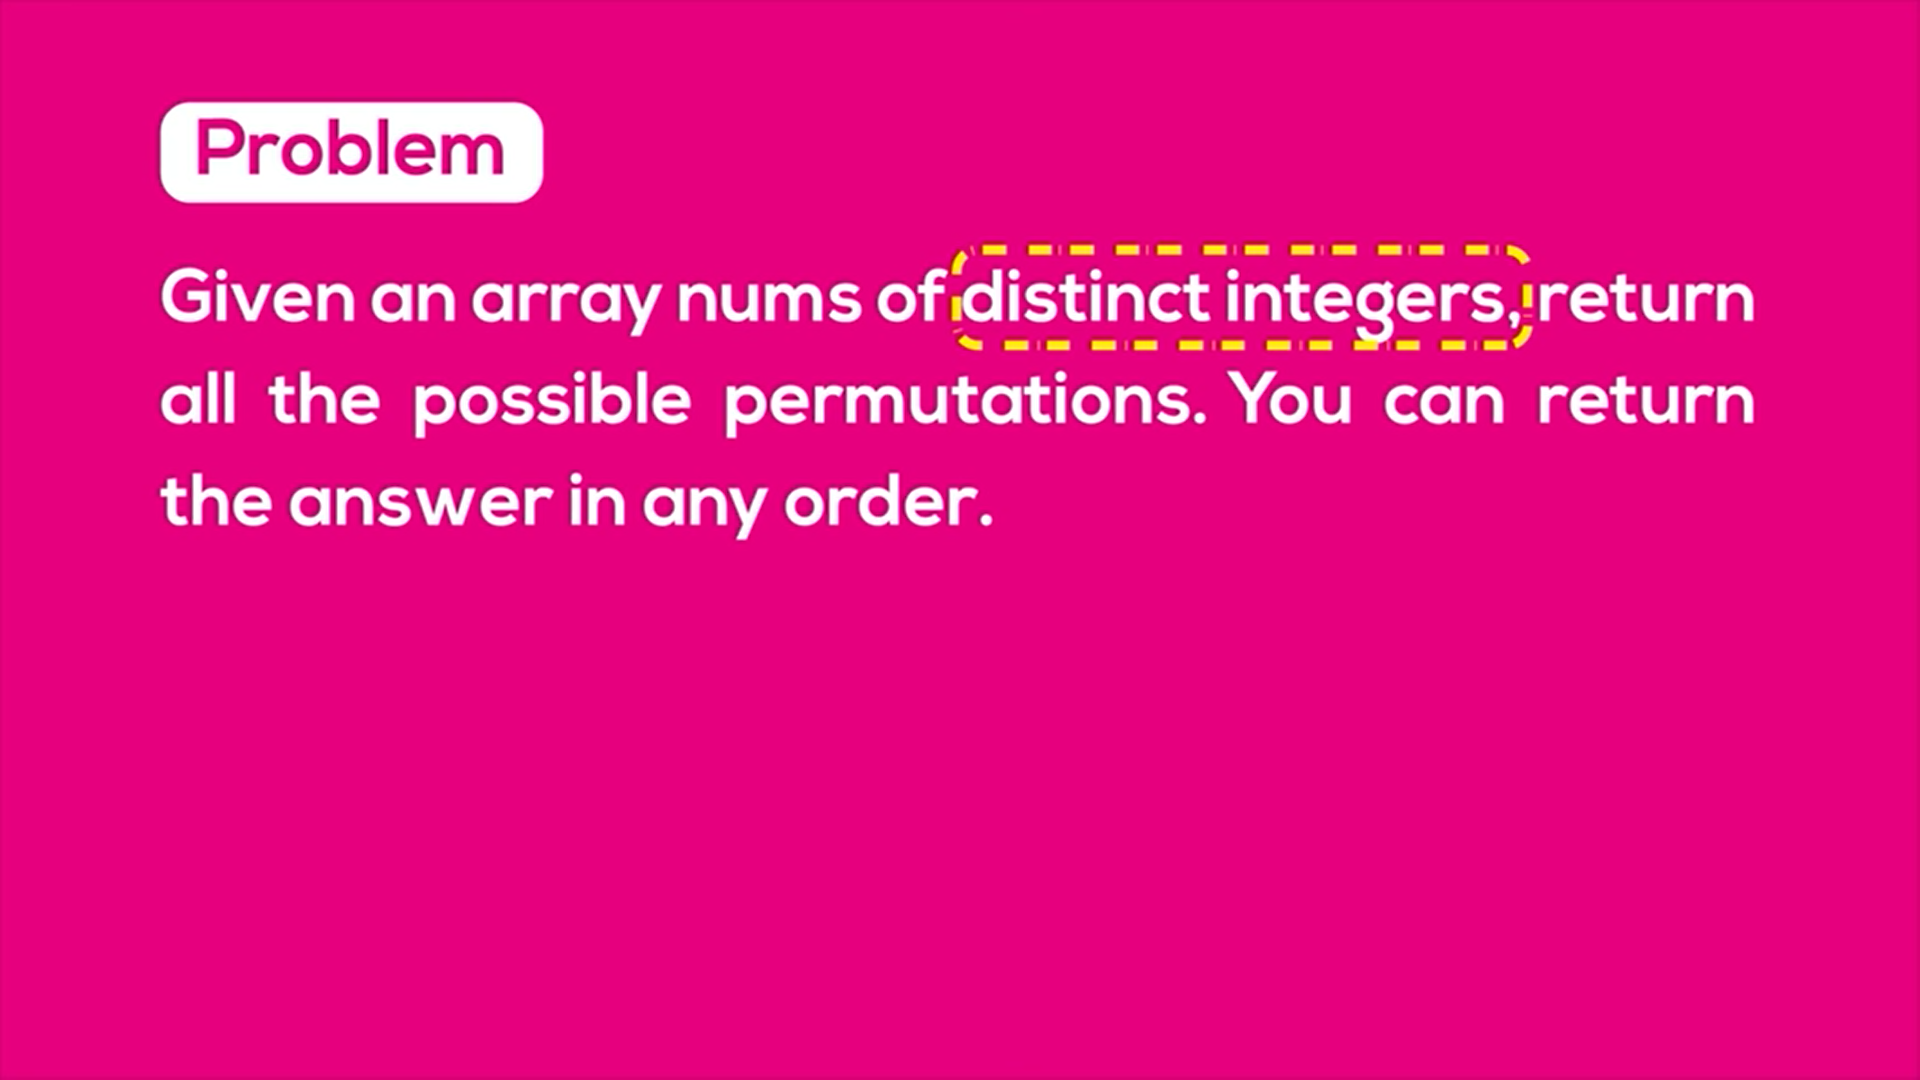 Problem
Given an array nums of distinct integers, return
all the possible permutations. You can return
the answer in any order.